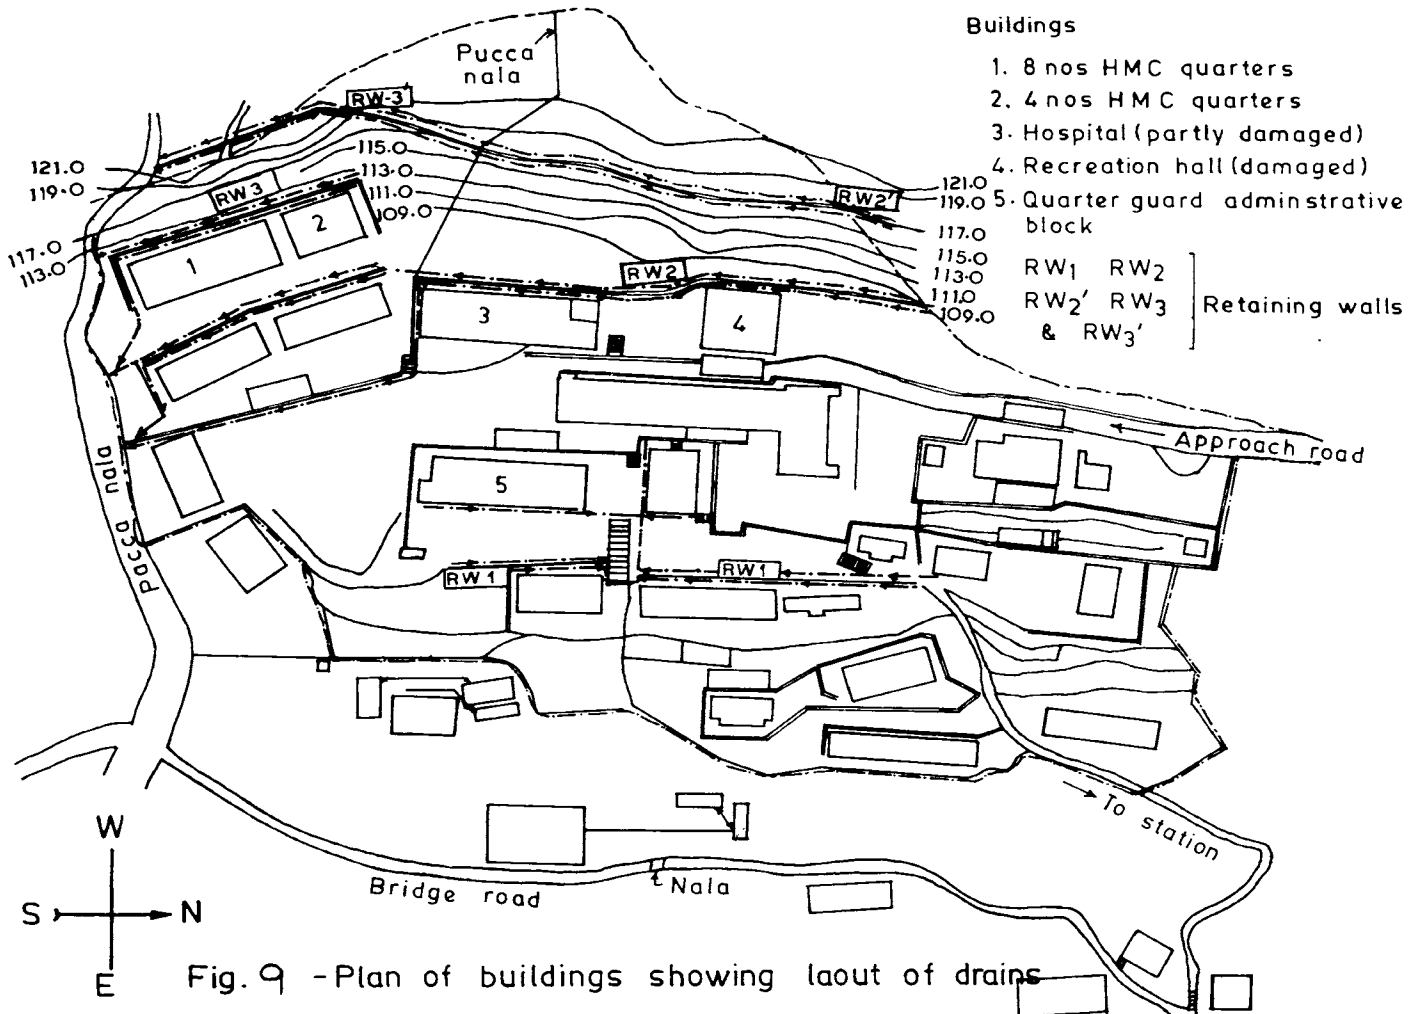 Buildings
1. 8 nos HMC quarters
2. 4 nos HMC quarters
3. Hospital (partly damaged)
4. Recreation hall (damaged)
5. Quarter guard adminstrative
block
RW1 RW2
RW2' RW3
& RW3'
Retaining walls
Pucca
nala
RW-3'
121.0
119.0
RW3
115.0
113.0
111.0
109.0
117.0
113.0
1
2
RW2'
121.0
119.0
117.0
115.0
113.0
111.0
109.0
RW2
3
4
Approach road
5
Pacca nala
RW1
RW1
To station
Bridge road
Nala
W
S
N
E
Fig. 9 - Plan of buildings showing laout of drains